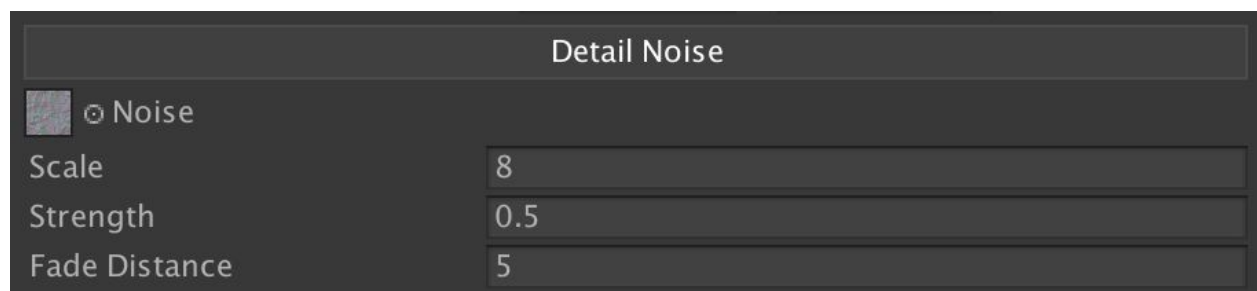 Detail Noise
Noise
Scale 8
Strength 0.5
Fade Distance 5